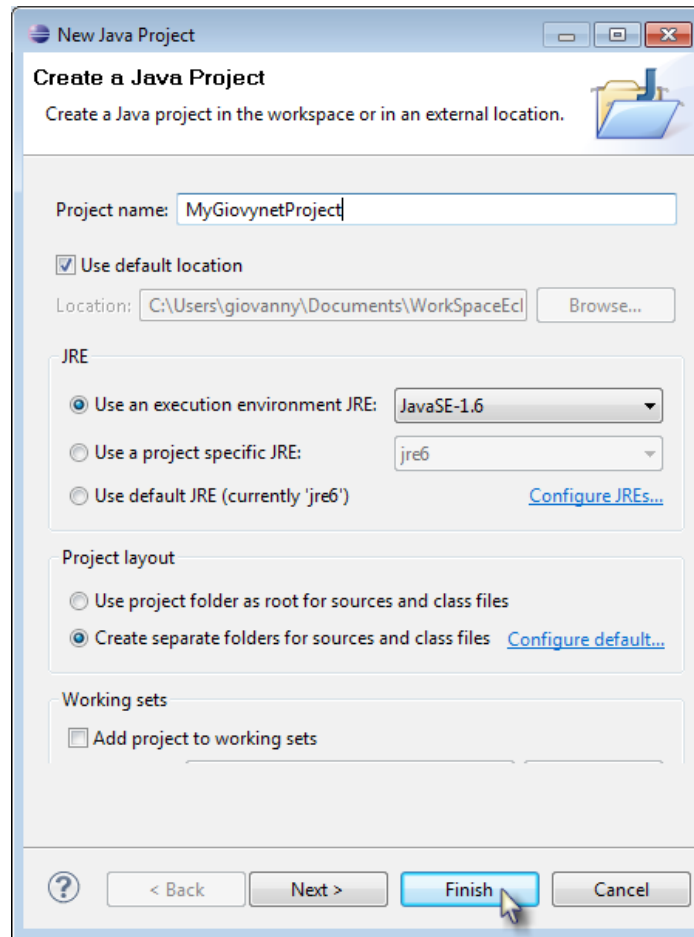 New Java Project
Create a Java Project
Create a Java project in the workspace or in an external location.
Project name: MyGiovynetProject
Use default location
Location: C:\Users\giovanny\Documents\WorkSpaceEcl Browse...
JRE
Use an execution environment JRE: JavaSE-1.6
Use a project specific JRE: jre6
Use default JRE (currently 'jre6') Configure JREs...
Project layout
Use project folder as root for sources and class files
Create separate folders for sources and class files Configure default...
Working sets
Add project to working sets
? < Back Next > Finish Cancel